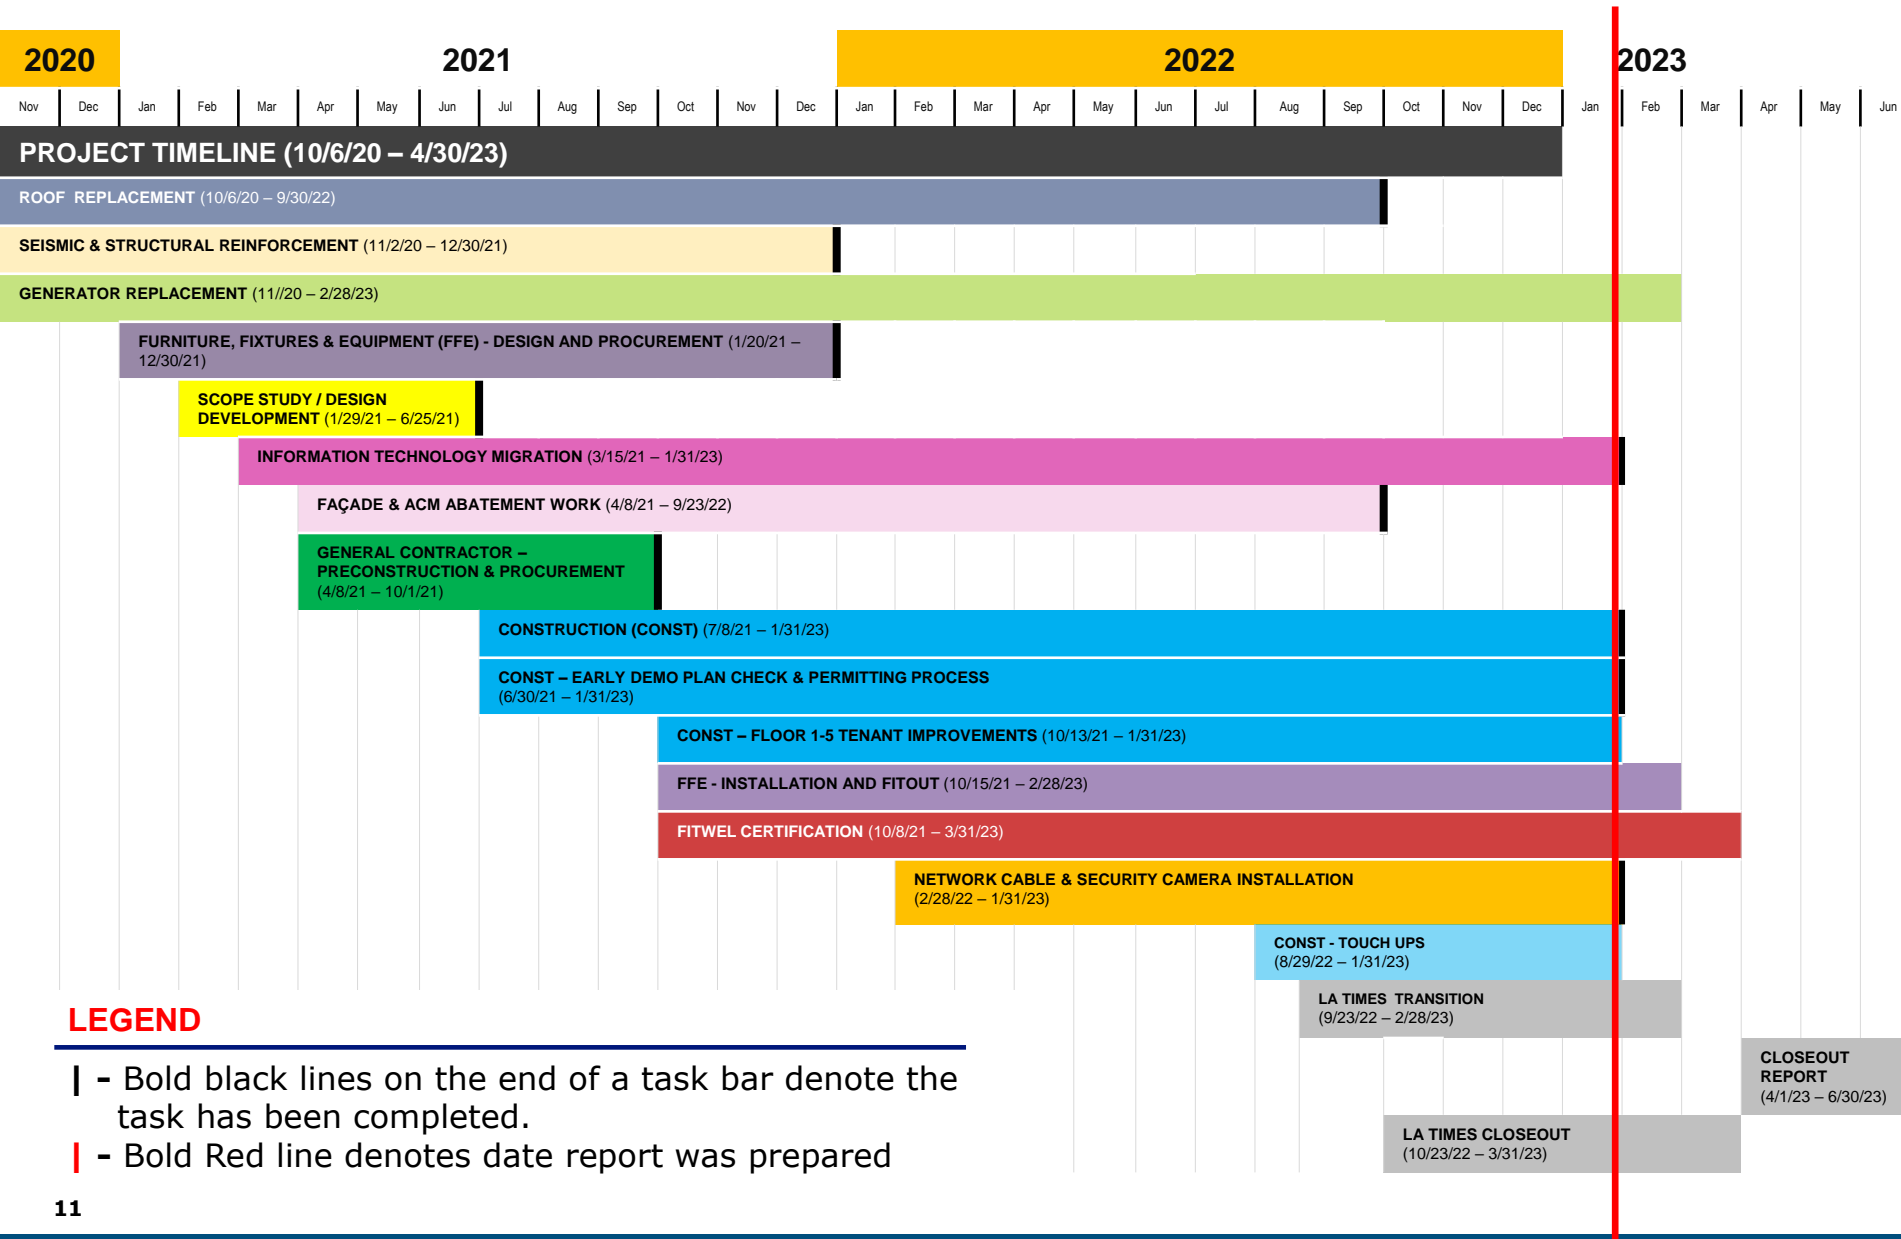 2020 2021 2022 2023
Nov Dec Jan Feb Mar Apr May Jun Jul Aug Sep Oct Nov Dec Jan Feb Mar Apr May Jun Jul Aug Sep Oct Nov Dec Jan Feb Mar Apr May Jun
PROJECT TIMELINE (10/6/20 – 4/30/23)
ROOF REPLACEMENT (10/6/20 – 9/30/22)
SEISMIC & STRUCTURAL REINFORCEMENT (11/2/20 – 12/30/21)
GENERATOR REPLACEMENT (11//20 – 2/28/23)
FURNITURE, FIXTURES & EQUIPMENT (FFE) - DESIGN AND PROCUREMENT (1/20/21 –
12/30/21)
SCOPE STUDY / DESIGN
DEVELOPMENT (1/29/21 – 6/25/21)
INFORMATION TECHNOLOGY MIGRATION (3/15/21 – 1/31/23)
FAÇADE & ACM ABATEMENT WORK (4/8/21 – 9/23/22)
GENERAL CONTRACTOR –
PRECONSTRUCTION & PROCUREMENT
(4/8/21 – 10/1/21)
CONSTRUCTION (CONST) (7/8/21 – 1/31/23)
CONST – EARLY DEMO PLAN CHECK & PERMITTING PROCESS
(6/30/21 – 1/31/23)
CONST – FLOOR 1-5 TENANT IMPROVEMENTS (10/13/21 – 1/31/23)
FFE - INSTALLATION AND FITOUT (10/15/21 – 2/28/23)
FITWEL CERTIFICATION (10/8/21 – 3/31/23)
NETWORK CABLE & SECURITY CAMERA INSTALLATION
(2/28/22 – 1/31/23)
CONST - TOUCH UPS
(8/29/22 – 1/31/23)
LA TIMES TRANSITION
(9/23/22 – 2/28/23)
CLOSEOUT
REPORT
(4/1/23 – 6/30/23)
LA TIMES CLOSEOUT
(10/23/22 – 3/31/23)
LEGEND
| - Bold black lines on the end of a task bar denote the
task has been completed.
| - Bold Red line denotes date report was prepared
11